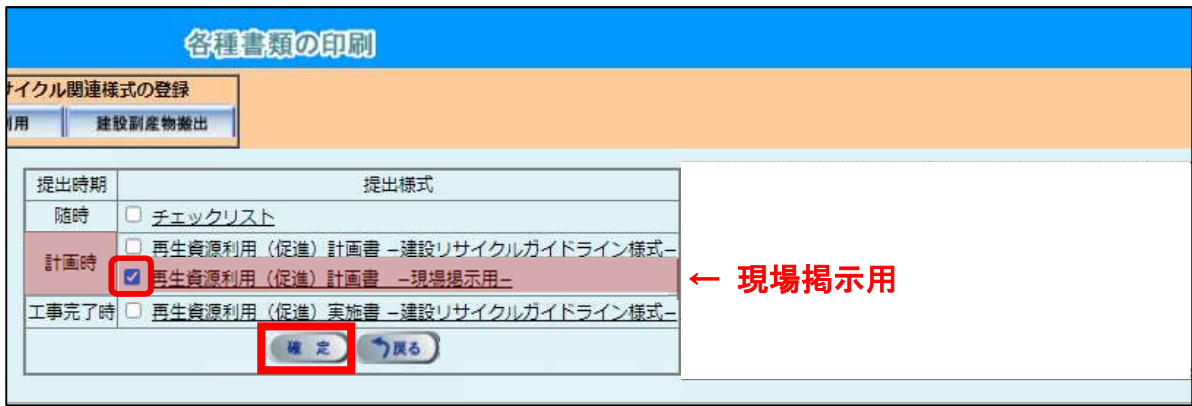 各種書類の印刷
サイクル関連様式の登録
利用 建設副産物搬出
提出時期 提出様式
随時 チェックリスト
計画時 再生資源利用（促進）計画書 −建設リサイクルガイドライン様式−
再生資源利用（促進）計画書 −現場掲示用− ← 現場掲示用
工事完了時 再生資源利用（促進）実施書 −建設リサイクルガイドライン様式−
確 定 戻る